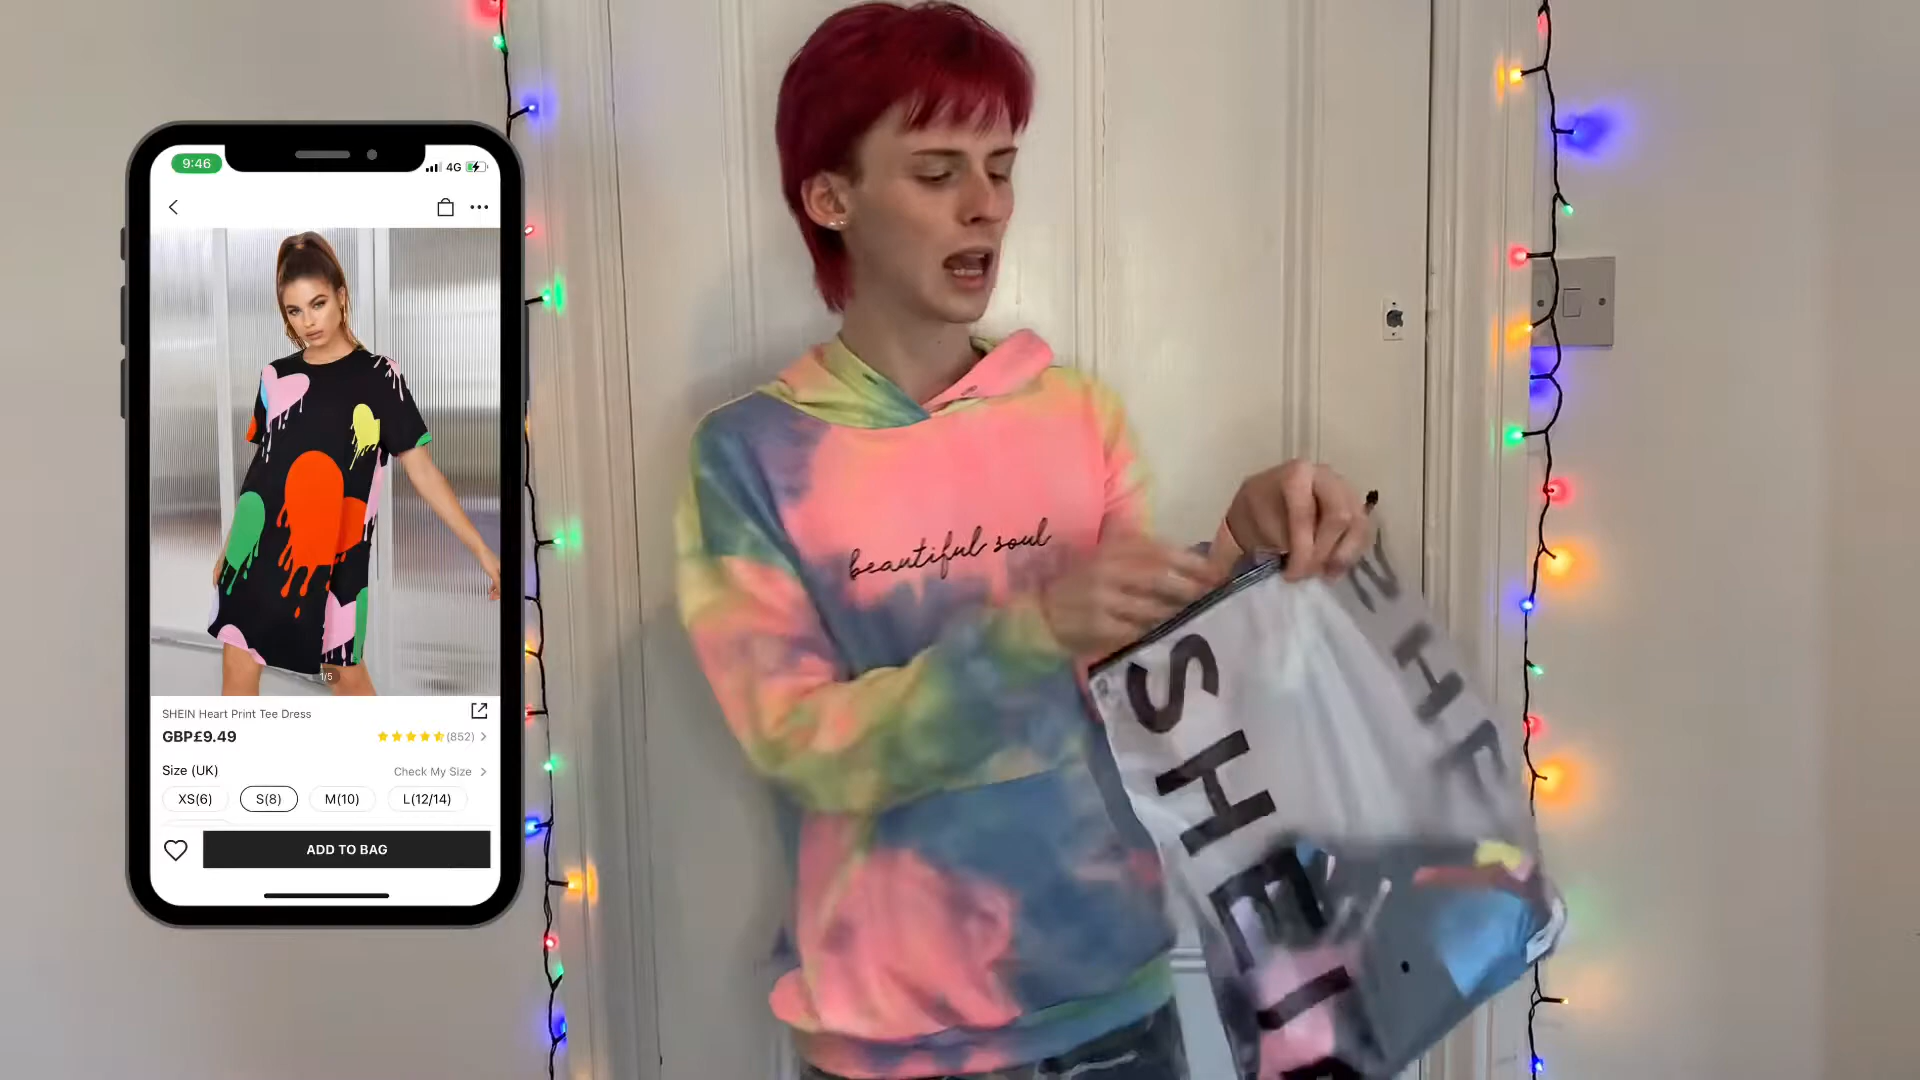 9:46
4G
1/5
SHEIN Heart Print Tee Dress
GBP£9.49
(852)
Size (UK)
Check My Size
XS(6)
S(8)
M(10)
L(12/14)
ADD TO BAG
beautiful soul
SHEIN
SHE